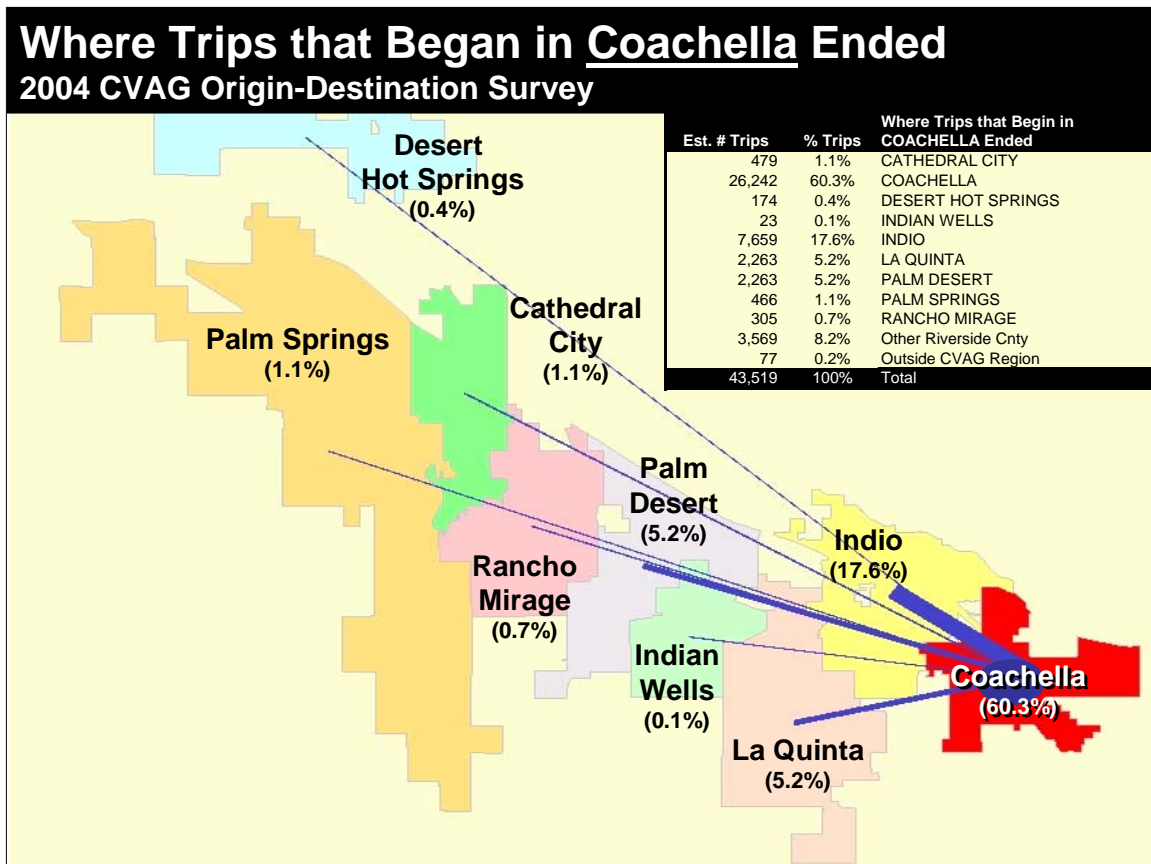 Where Trips that Began in Coachella Ended
2004 CVAG Origin-Destination Survey
Est. # Trips % Trips Where Trips that Begin in COACHELLA Ended
479 1.1% CATHEDRAL CITY
26,242 60.3% COACHELLA
174 0.4% DESERT HOT SPRINGS
23 0.1% INDIAN WELLS
7,659 17.6% INDIO
2,263 5.2% LA QUINTA
2,263 5.2% PALM DESERT
466 1.1% PALM SPRINGS
305 0.7% RANCHO MIRAGE
3,569 8.2% Other Riverside Cnty
77 0.2% Outside CVAG Region
43,519 100% Total
Desert
Hot Springs
(0.4%)
Cathedral
City
(1.1%)
Palm Springs
(1.1%)
Palm
Desert
(5.2%)
Indio
(17.6%)
Rancho
Mirage
(0.7%)
Indian
Wells
(0.1%)
Coachella
(60.3%)
La Quinta
(5.2%)